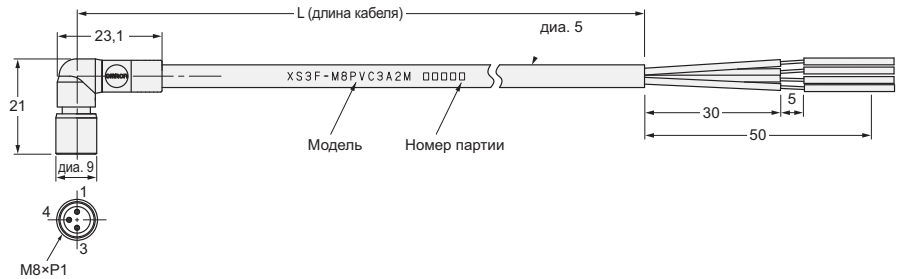 L (длина кабеля)
диа. 5
23,1
OMRON
XS3F-M8PVC3A2M □□□□□
21
30
5
50
Модель
Номер партии
диа. 9
1
4
3
M8×P1